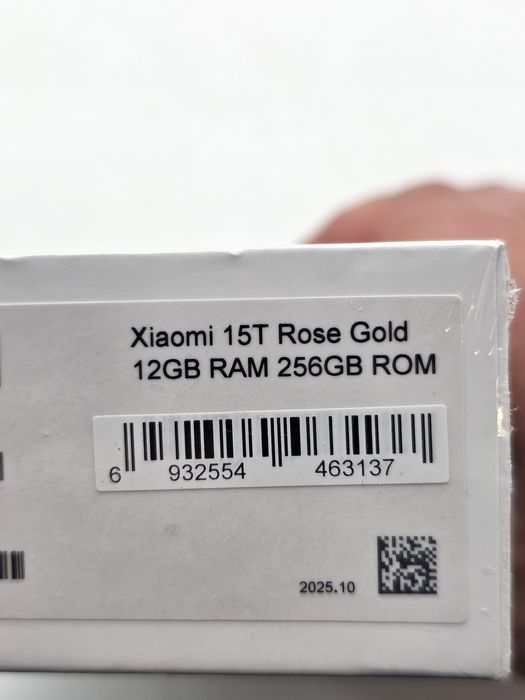 Xiaomi 15T Rose Gold
12GB RAM 256GB ROM
6 932554 463137
2025.10